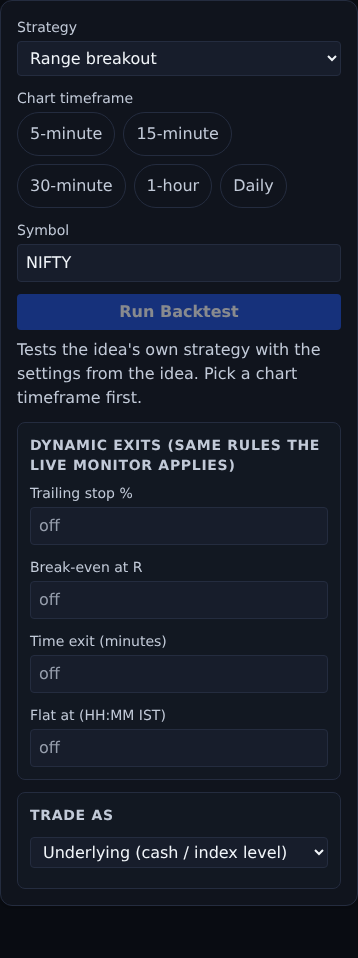 Strategy
Range breakout
Chart timeframe
5-minute
15-minute
30-minute
1-hour
Daily
Symbol
NIFTY
Run Backtest
Tests the idea's own strategy with the
settings from the idea. Pick a chart
timeframe first.
DYNAMIC EXITS (SAME RULES THE
LIVE MONITOR APPLIES)
Trailing stop %
off
Break-even at R
off
Time exit (minutes)
off
Flat at (HH:MM IST)
off
TRADE AS
Underlying (cash / index level)